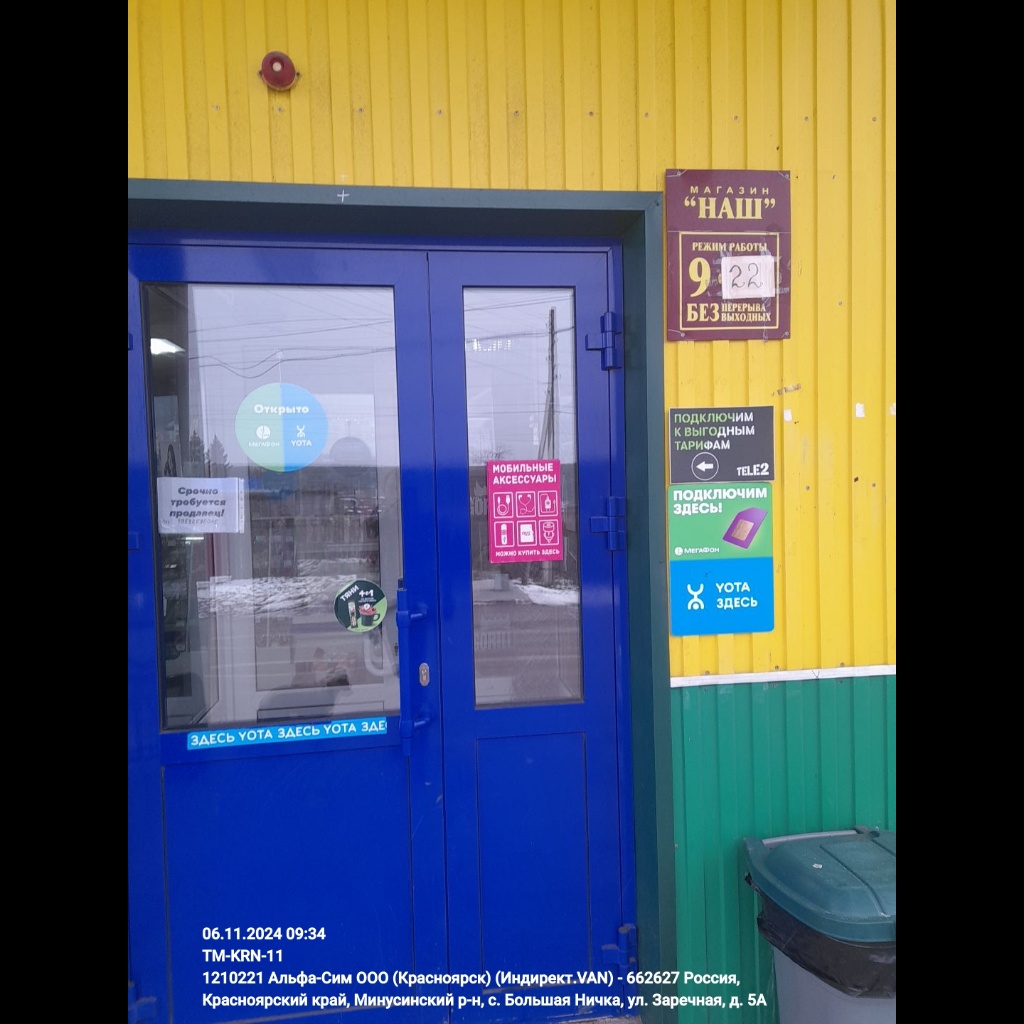 МАГАЗИН
“НАШ”
РЕЖИМ РАБОТЫ
9 22
БЕЗ ПЕРЕРЫВА
ВЫХОДНЫХ
Открыто
МЕГАФОН YOTA
Срочно
требуется
продавец!
МОБИЛЬНЫЕ
АКСЕССУАРЫ
МОЖНО КУПИТЬ ЗДЕСЬ
ПОДКЛЮЧИМ
К ВЫГОДНЫМ
ТАРИФАМ
TELE2
ПОДКЛЮЧИМ
ЗДЕСЬ!
МЕГАФОН
YOTA
ЗДЕСЬ
ТЯНИ
ЗДЕСЬ YOTA ЗДЕСЬ YOTA ЗДЕ
06.11.2024 09:34
TM-KRN-11
1210221 Альфа-Сим ООО (Красноярск) (Индирект.VAN) - 662627 Россия,
Красноярский край, Минусинский р-н, с. Большая Ничка, ул. Заречная, д. 5А